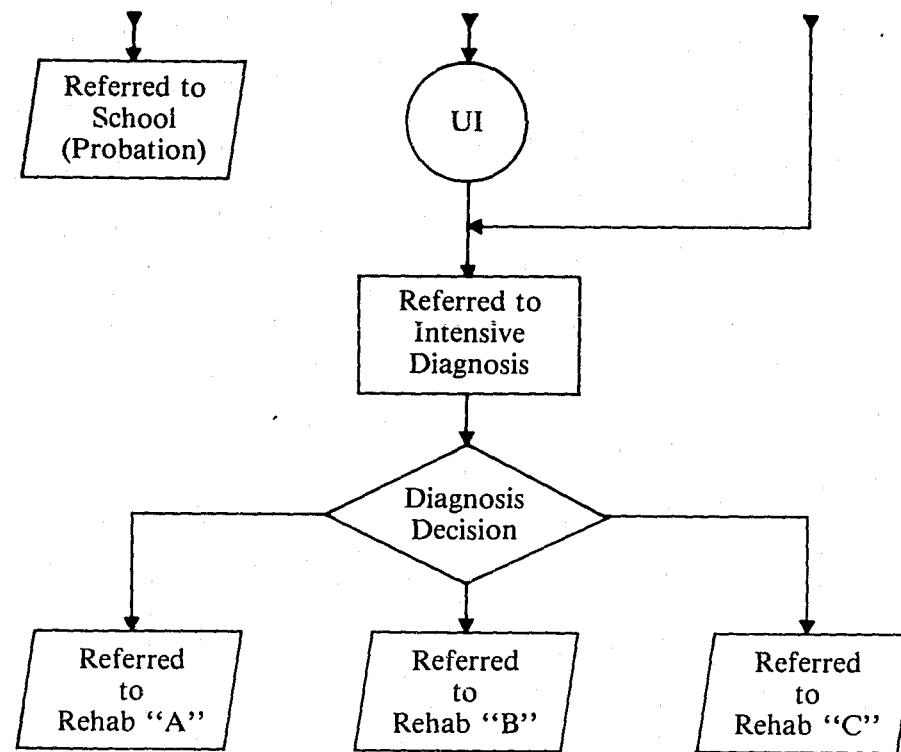 Referred to
School
(Probation)
UI
Referred to
Intensive
Diagnosis
Diagnosis
Decision
Referred
to
Rehab “A”
Referred
to
Rehab “B”
Referred
to
Rehab “C”